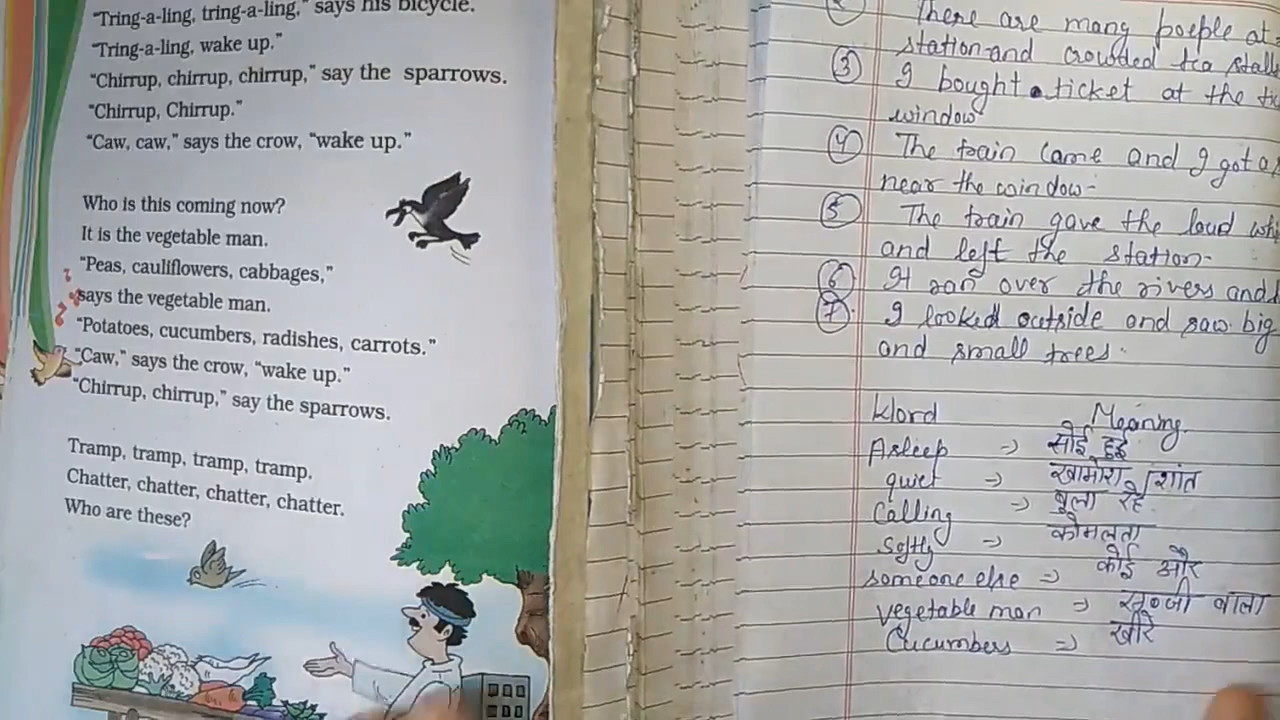 "Tring-a-ling, tring-a-ling," says his bicycle.
"Tring-a-ling, wake up."
"Chirrup, chirrup, chirrup," say the sparrows.
"Chirrup, Chirrup."
"Caw, caw," says the crow, "wake up."
Who is this coming now?
It is the vegetable man.
"Peas, cauliflowers, cabbages,"
says the vegetable man.
"Potatoes, cucumbers, radishes, carrots."
"Caw," says the crow, "wake up."
"Chirrup, chirrup," say the sparrows.
Tramp, tramp, tramp, tramp.
Chatter, chatter, chatter, chatter.
Who are these?
2 There are many poeple at
station and crowded tea stalls
3 I bought ticket at the
window
4 The train came and I got a
near the window-
5 The train gave the loud
and left the station-
6 It ran over the rivers and
7 I looked outside and saw big
and small trees.
Word Meaning
Asleep => सोई हुई
quiet => खामोश / शांत
Calling => बुला रहे
Softly => कोमलता
someone else => कोई और
vegetable man => सब्जी वाला
Cucumbers => खीरे